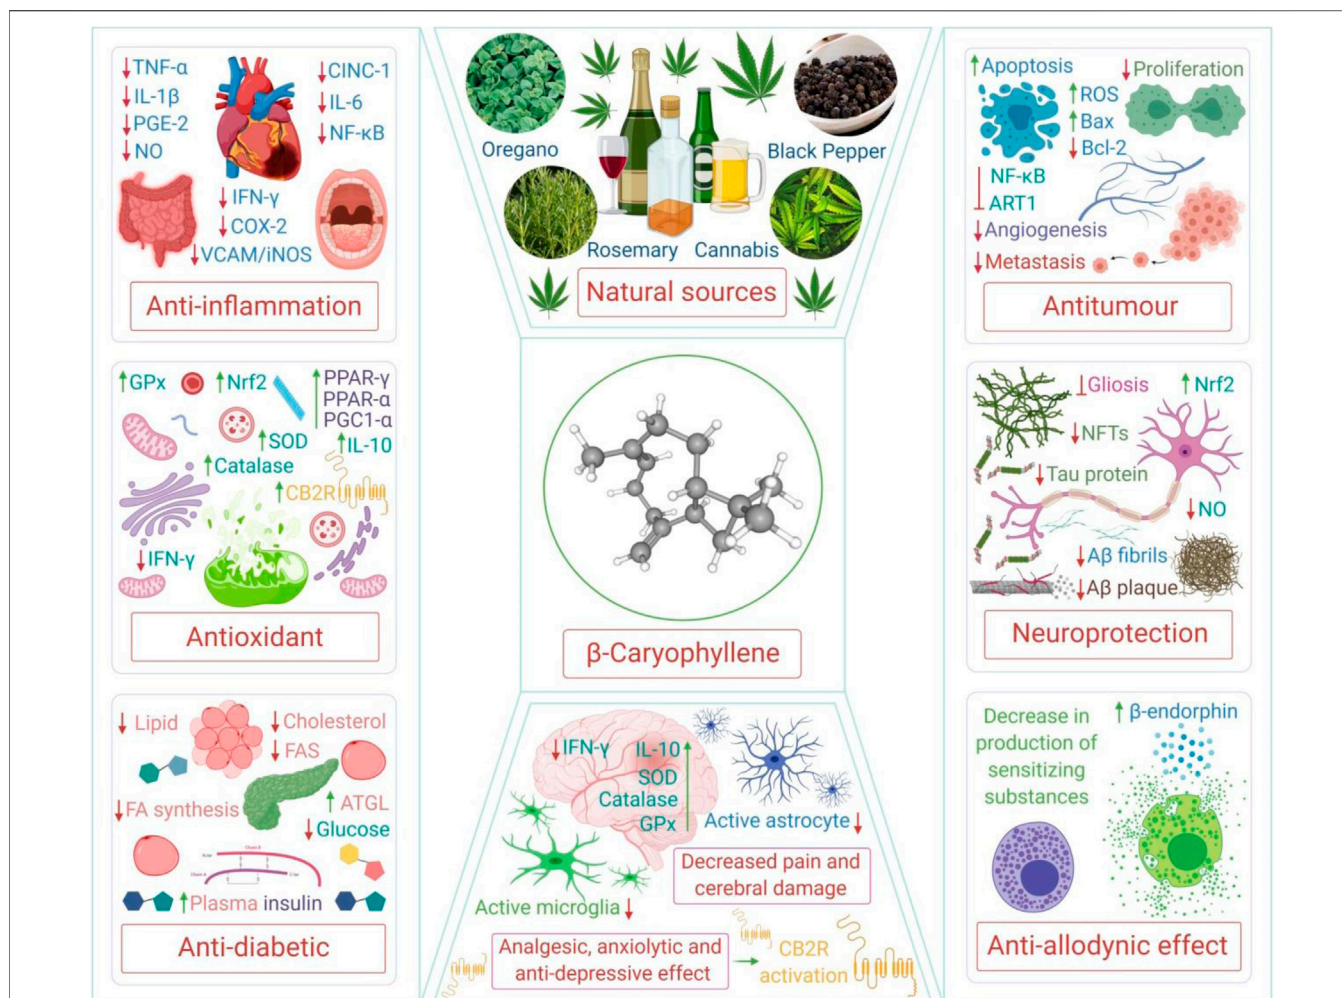 ↓TNF-α
↓IL-1β
↓PGE-2
↓NO
↓CINC-1
↓IL-6
↓NF-κB
↓IFN-γ
↓COX-2
↓VCAM/iNOS
Anti-inflammation
Oregano
Black Pepper
Rosemary
Cannabis
Natural sources
↑Apoptosis
↓Proliferation
↑ROS
↑Bax
↓Bcl-2
NF-κB
ART1
↓Angiogenesis
↓Metastasis
Antitumour
↑GPx
↑Nrf2
↑PPAR-γ
PPAR-α
PGC1-α
↑SOD
↑IL-10
↑Catalase
↑CB2R
↓IFN-γ
Antioxidant
β-Caryophyllene
⊥Gliosis
↑Nrf2
↓NFTs
↓Tau protein
↓NO
↓Aβ fibrils
↓Aβ plaque
Neuroprotection
↓Lipid
↓Cholesterol
↓FAS
↓FA synthesis
↑ATGL
↓Glucose
Chain B
Chain A
↑Plasma insulin
Anti-diabetic
↓IFN-γ
IL-10↑
SOD
Catalase
GPx
Active astrocyte↓
Decreased pain and
cerebral damage
Active microglia↓
Analgesic, anxiolytic and
anti-depressive effect
→
CB2R
activation
Decrease in
production of
sensitizing
substances
↑β-endorphin
Anti-allodynic effect